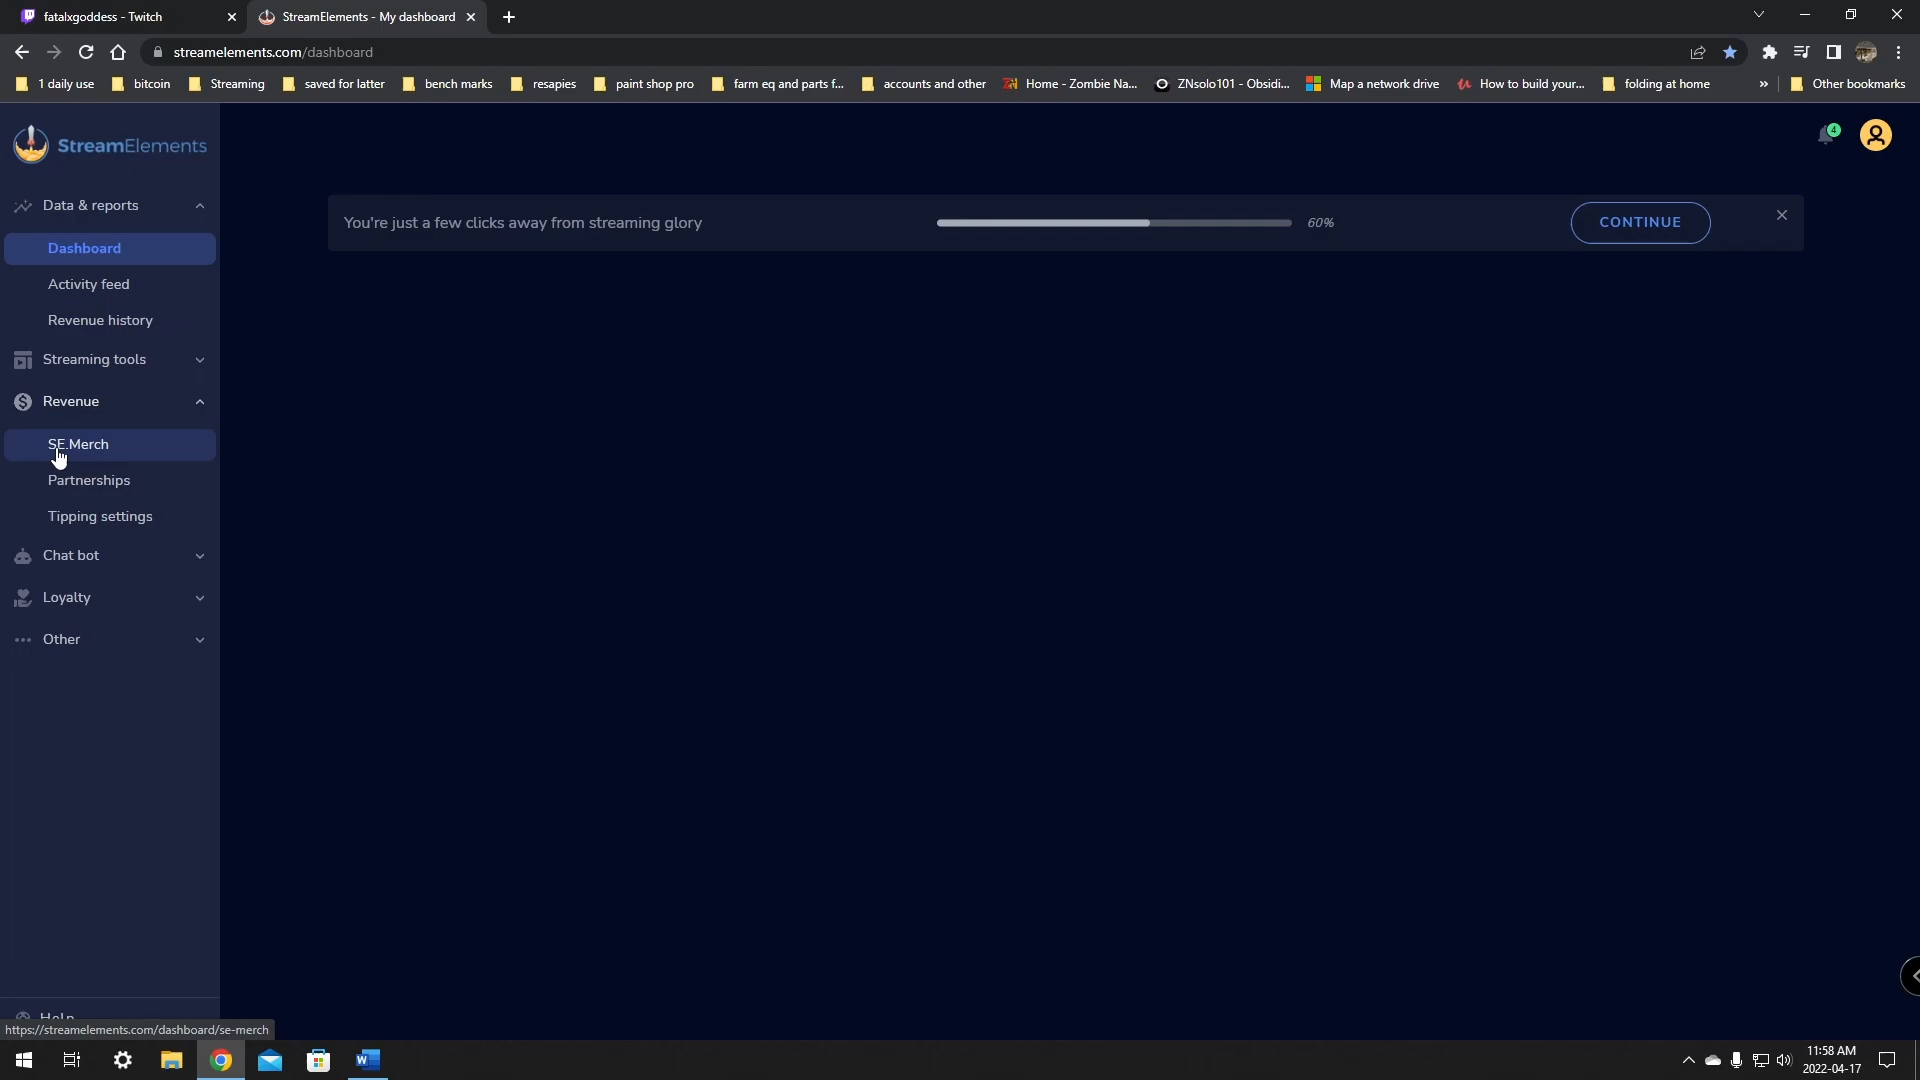 fatalxgoddess - Twitch
StreamElements - My dashboard
streamelements.com/dashboard
1 daily use
bitcoin
Streaming
saved for latter
bench marks
resapies
paint shop pro
farm eq and parts f...
accounts and other
Home - Zombie Na...
ZNsolo101 - Obsidi...
Map a network drive
How to build your...
folding at home
»
Other bookmarks
StreamElements
4
Data & reports
You're just a few clicks away from streaming glory
60%
CONTINUE
Dashboard
Activity feed
Revenue history
Streaming tools
Revenue
SE.Merch
Partnerships
Tipping settings
Chat bot
Loyalty
Other
Help
https://streamelements.com/dashboard/se-merch
11:58 AM
2022-04-17